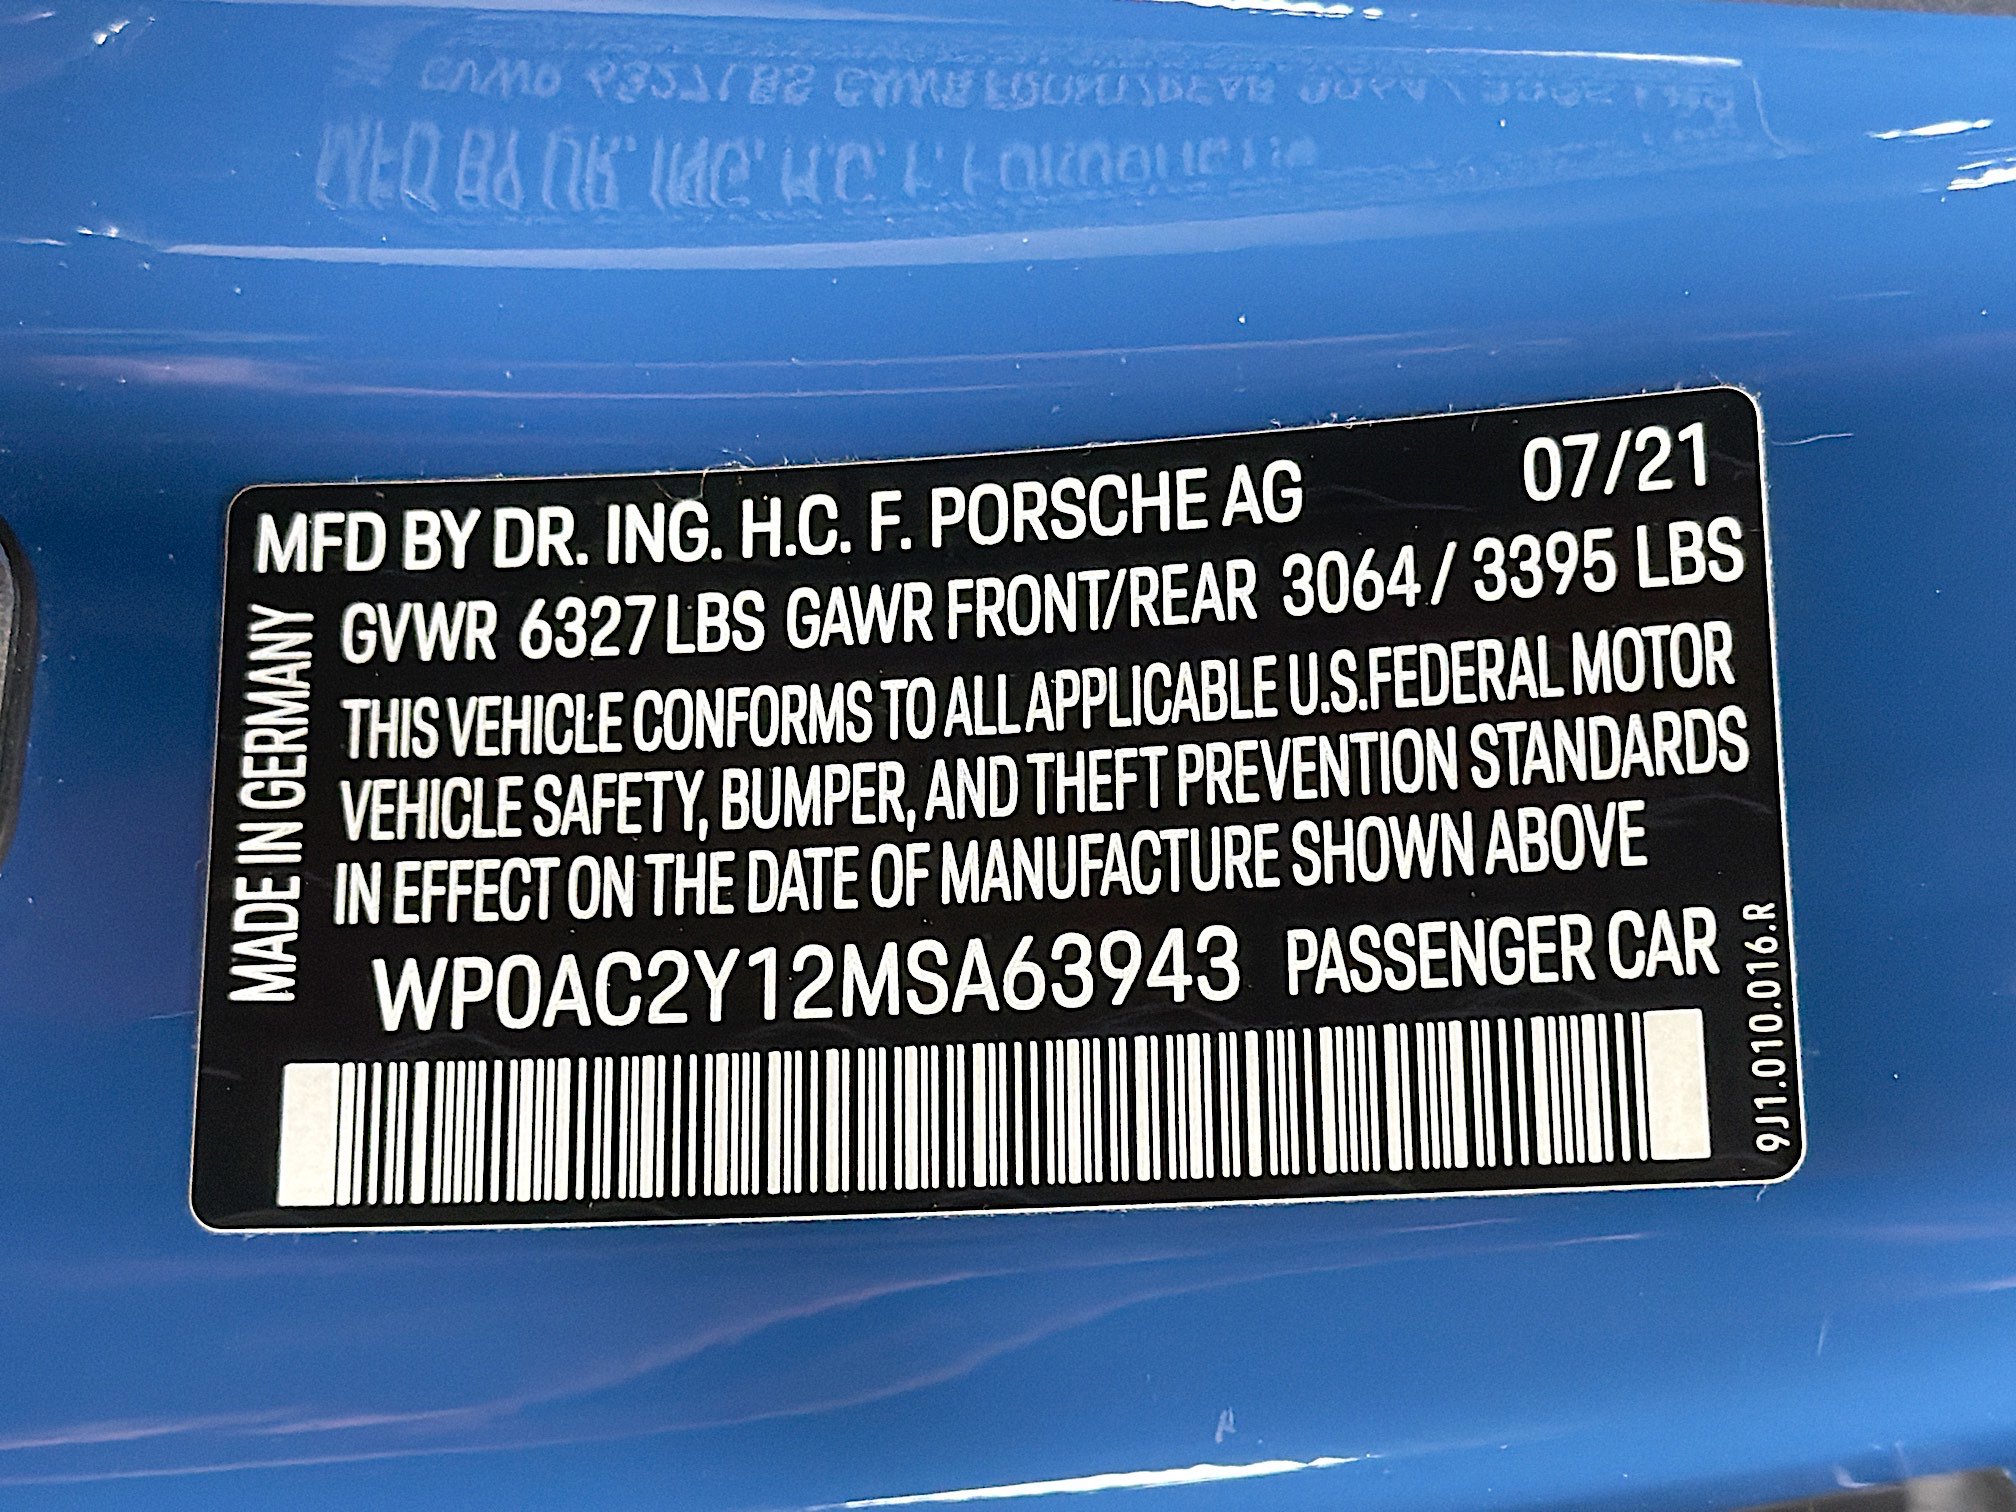 MFD BY DR. ING. H.C. F. PORSCHE AG 07/21
GVWR 6327 LBS GAWR FRONT/REAR 3064 / 3395 LBS
THIS VEHICLE CONFORMS TO ALL APPLICABLE U.S.FEDERAL MOTOR
VEHICLE SAFETY, BUMPER, AND THEFT PREVENTION STANDARDS
IN EFFECT ON THE DATE OF MANUFACTURE SHOWN ABOVE
WP0AC2Y12MSA63943 PASSENGER CAR
MADE IN GERMANY
9J1.010.016.R